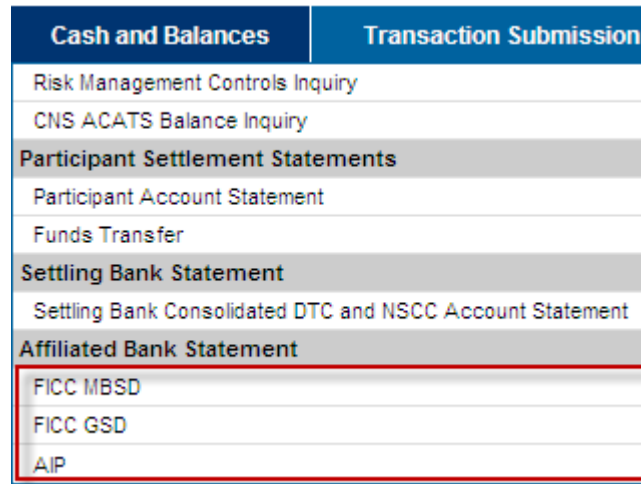 Cash and Balances Transaction Submission
Risk Management Controls Inquiry
CNS ACATS Balance Inquiry
Participant Settlement Statements
Participant Account Statement
Funds Transfer
Settling Bank Statement
Settling Bank Consolidated DTC and NSCC Account Statement
Affiliated Bank Statement
FICC MBSD
FICC GSD
AIP